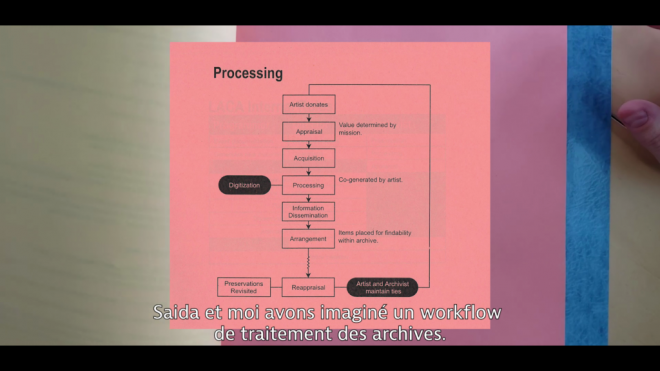 Processing
Artist donates
Appraisal
Value determined by
mission.
Acquisition
Digitization
Processing
Co-generated by artist.
Information
Dissemination
Arrangement
Items placed for findability
within archive.
Preservations
Revisited
Reappraisal
Artist and Archivist
maintain ties
Saida et moi avons imaginé un workflow
de traitement des archives.